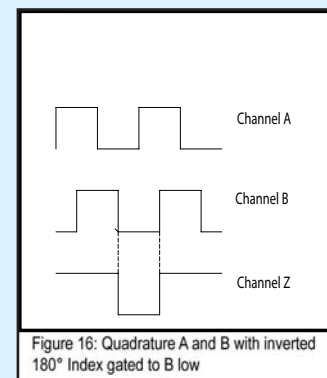 Channel A
Channel B
Channel Z
Figure 16: Quadrature A and B with inverted
180° Index gated to B low